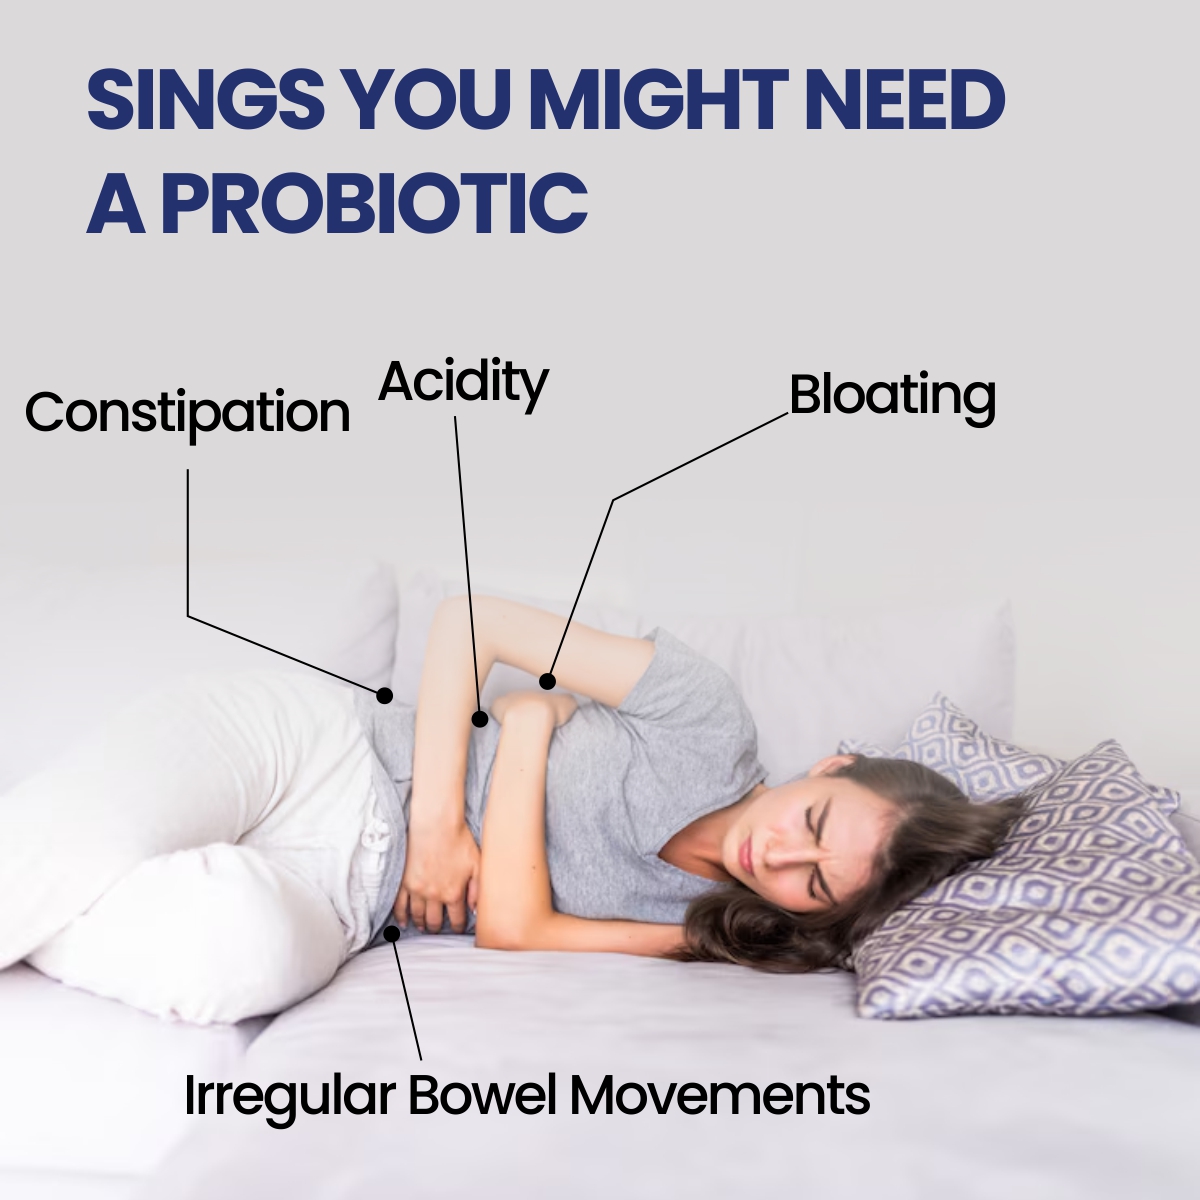 SINGS YOU MIGHT NEED
A PROBIOTIC
Acidity
Bloating
Constipation
Irregular Bowel Movements